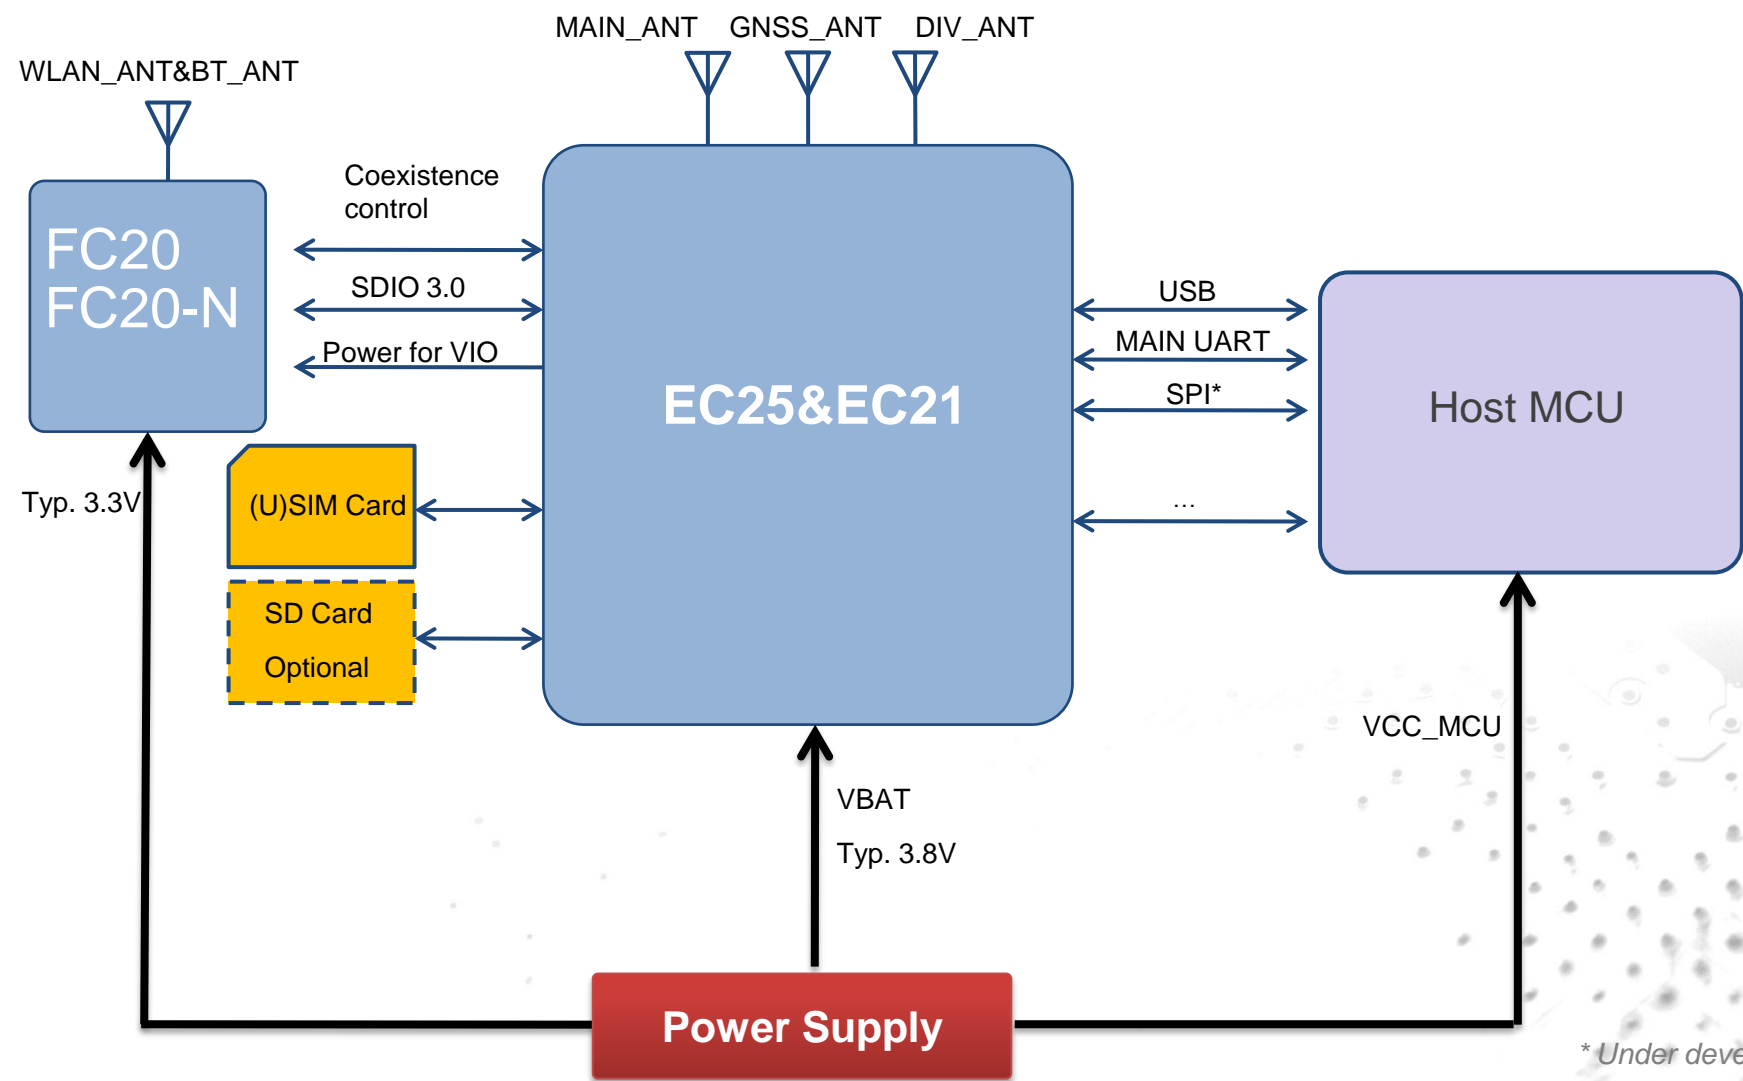 MAIN_ANT GNSS_ANT DIV_ANT
WLAN_ANT&BT_ANT
Coexistence
control
FC20
FC20-N
SDIO 3.0
Power for VIO
EC25&EC21
USB
MAIN UART
SPI*
...
Host MCU
Typ. 3.3V
(U)SIM Card
SD Card
Optional
VCC_MCU
VBAT
Typ. 3.8V
Power Supply
* Under deve